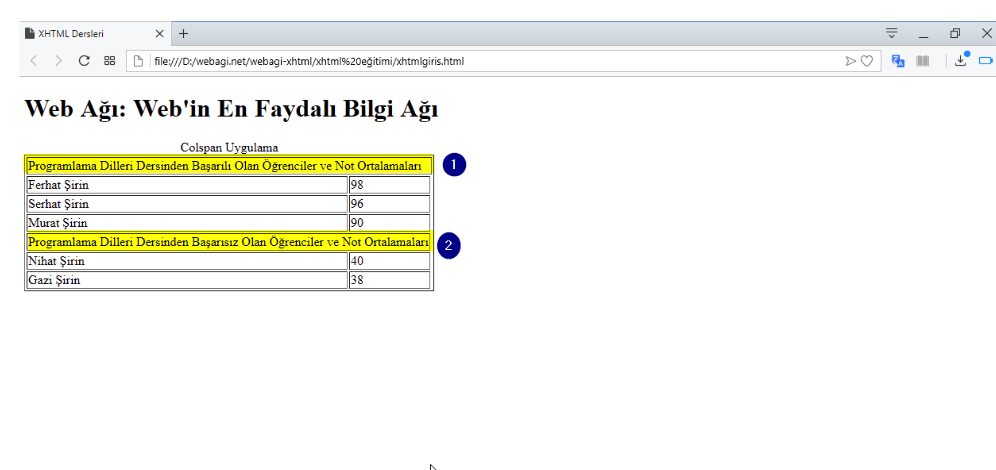 XHTML Dersleri
file:///D:/webagi.net/webagi-xhtml/xhtml%20eğitimi/xhtmlgiris.html
Web Ağı: Web'in En Faydalı Bilgi Ağı
Colspan Uygulama
Programlama Dilleri Dersinden Başarılı Olan Öğrenciler ve Not Ortalamaları 1
Ferhat Şirin 98
Serhat Şirin 96
Murat Şirin 90
Programlama Dilleri Dersinden Başarısız Olan Öğrenciler ve Not Ortalamaları 2
Nihat Şirin 40
Gazi Şirin 38